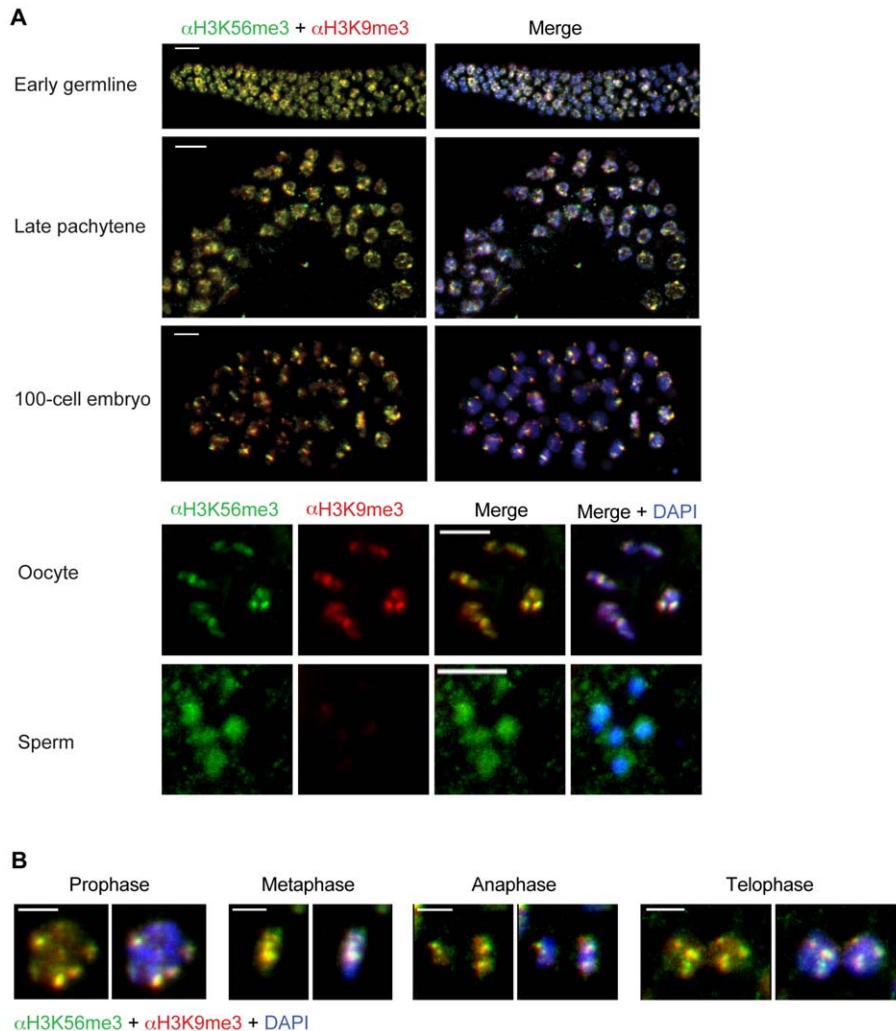 A
αH3K56me3 + αH3K9me3 Merge
Early germline
Late pachytene
100-cell embryo
αH3K56me3 αH3K9me3 Merge Merge + DAPI
Oocyte
Sperm
B
Prophase Metaphase Anaphase Telophase
αH3K56me3 + αH3K9me3 + DAPI